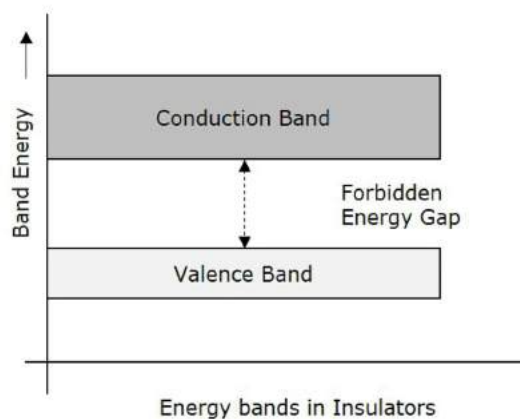 Band Energy
Conduction Band
Forbidden
Energy Gap
Valence Band
Energy bands in Insulators